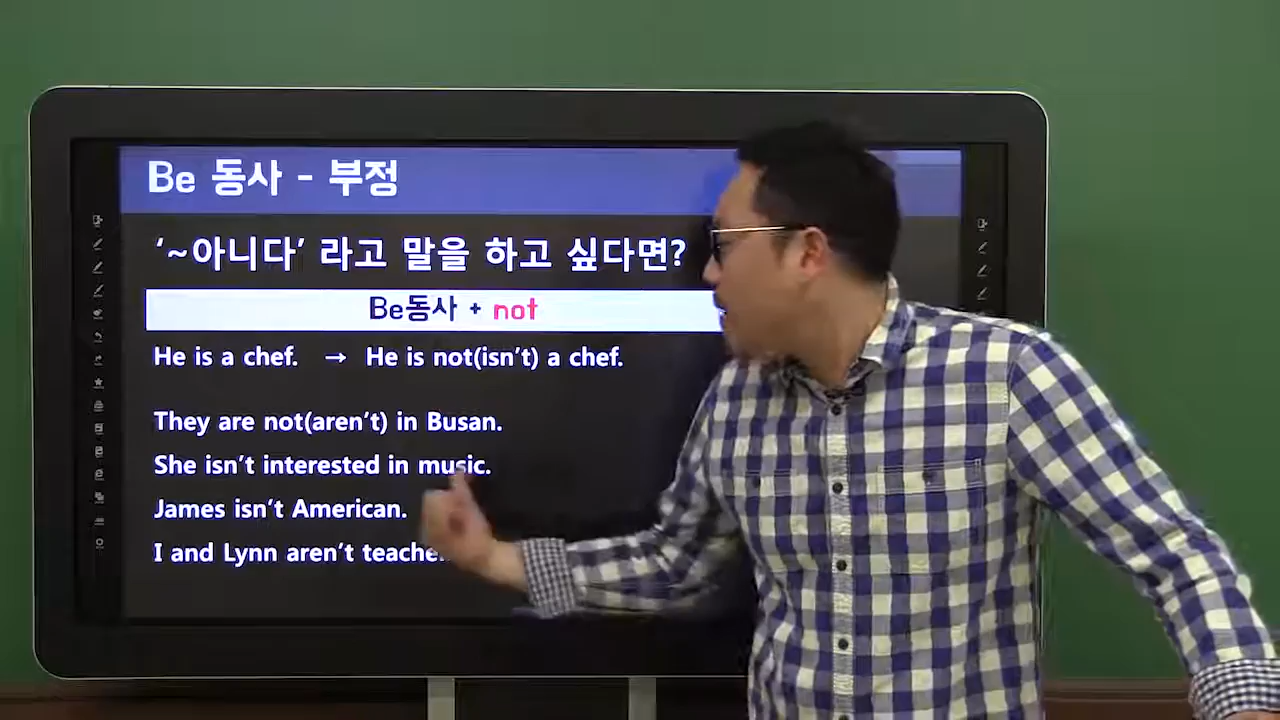 Be 동사 - 부정
‘~아니다’ 라고 말을 하고 싶다면?
Be동사 + not
He is a chef. → He is not(isn’t) a chef.
They are not(aren’t) in Busan.
She isn’t interested in music.
James isn’t American.
I and Lynn aren’t